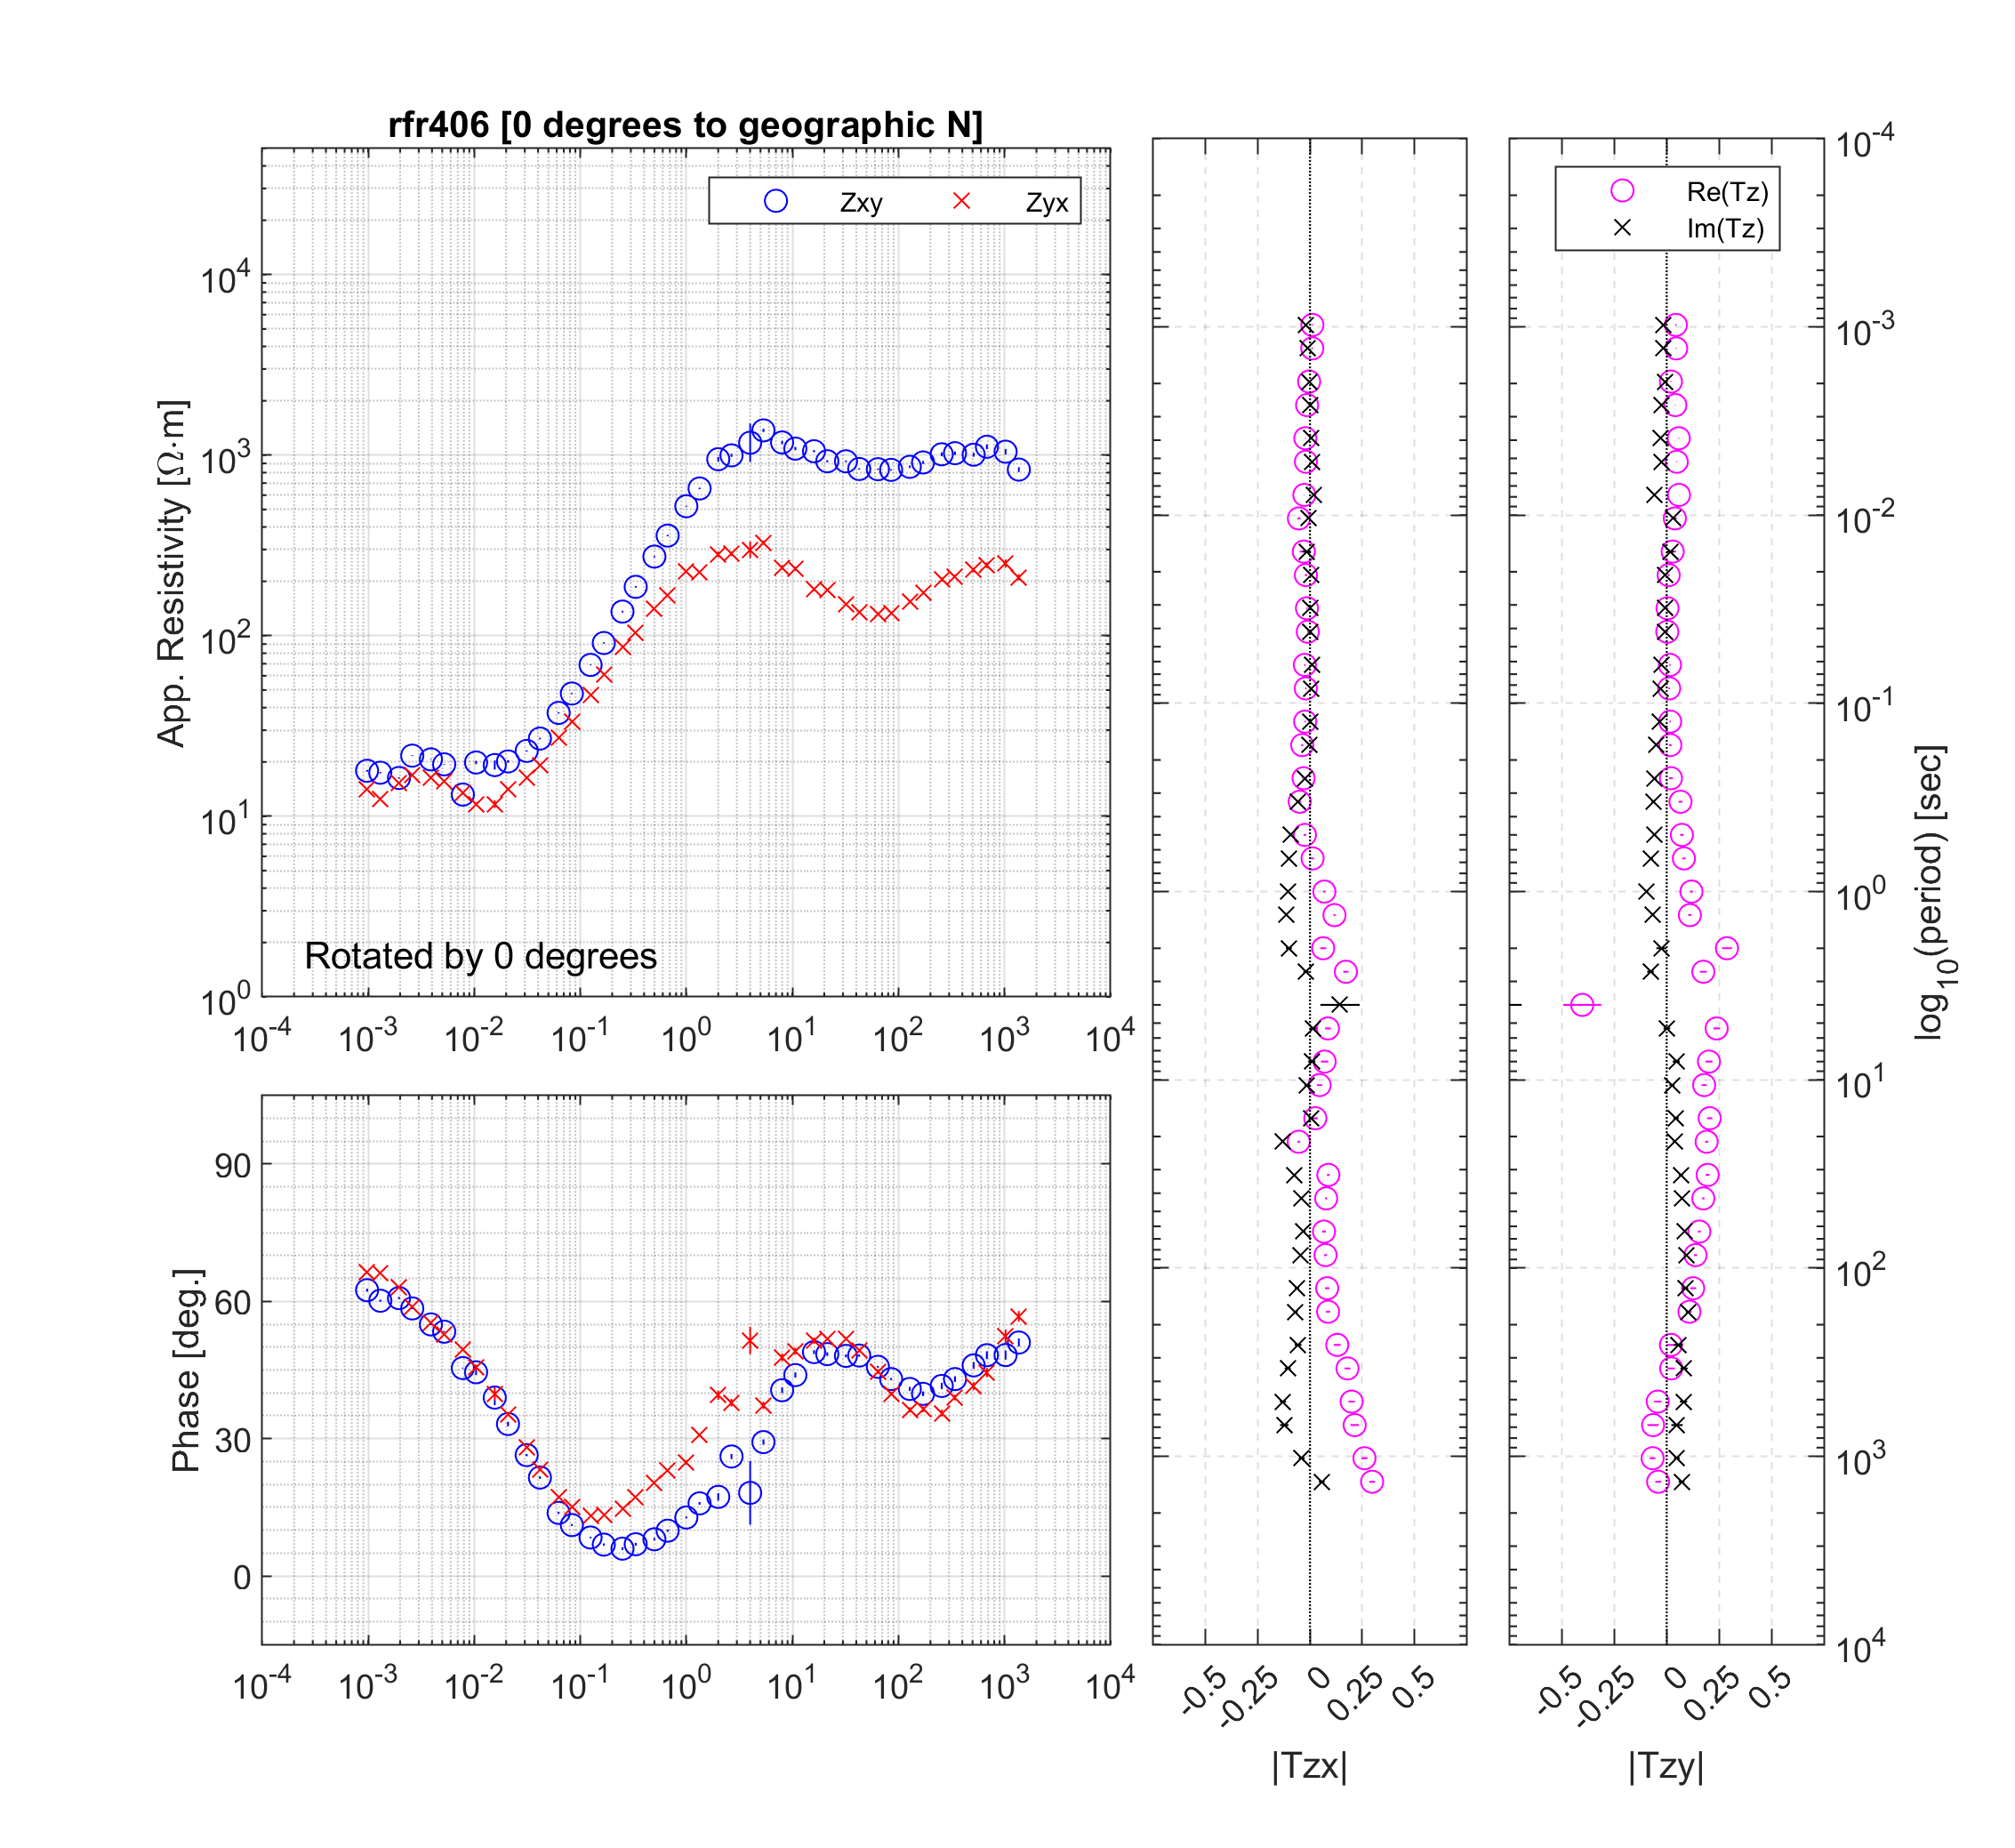 rfr406 [0 degrees to geographic N]
Zxy Zyx
App. Resistivity [Ω·m]
10^4
10^3
10^2
10^1
10^0
Rotated by 0 degrees
10^-4 10^-3 10^-2 10^-1 10^0 10^1 10^2 10^3 10^4
Phase [deg.]
90
60
30
0
10^-4 10^-3 10^-2 10^-1 10^0 10^1 10^2 10^3 10^4
-0.5 -0.25 0 0.25 0.5
|Tzx|
Re(Tz)
Im(Tz)
-0.5 -0.25 0 0.25 0.5
|Tzy|
10^-4
10^-3
10^-2
10^-1
10^0
10^1
10^2
10^3
10^4
log10(period) [sec]